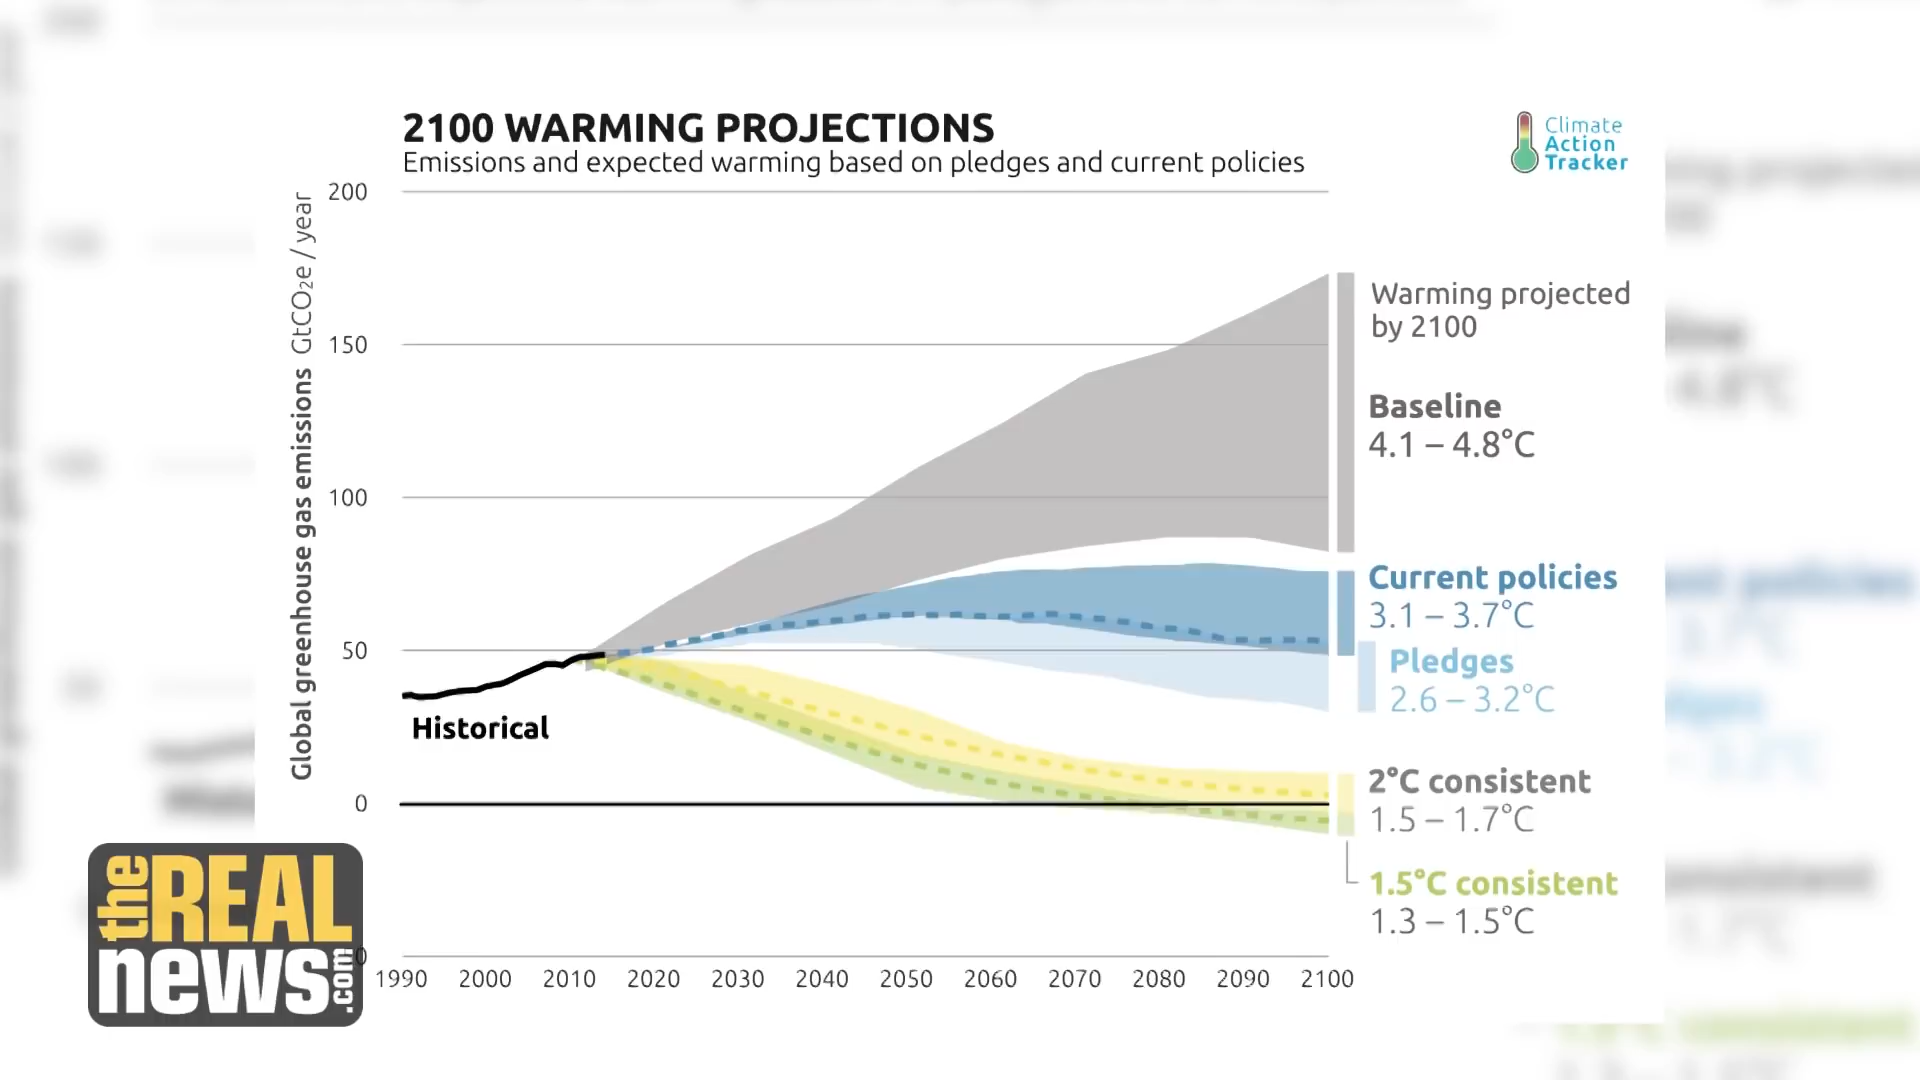 2100 WARMING PROJECTIONS
Emissions and expected warming based on pledges and current policies
Climate
Action
Tracker
Global greenhouse gas emissions GtCO2e / year
200
150
100
50
0
Warming projected
by 2100
Baseline
4.1 – 4.8°C
Current policies
3.1 – 3.7°C
Pledges
2.6 – 3.2°C
2°C consistent
1.5 – 1.7°C
1.5°C consistent
1.3 – 1.5°C
Historical
1990 2000 2010 2020 2030 2040 2050 2060 2070 2080 2090 2100
the REAL
news.com